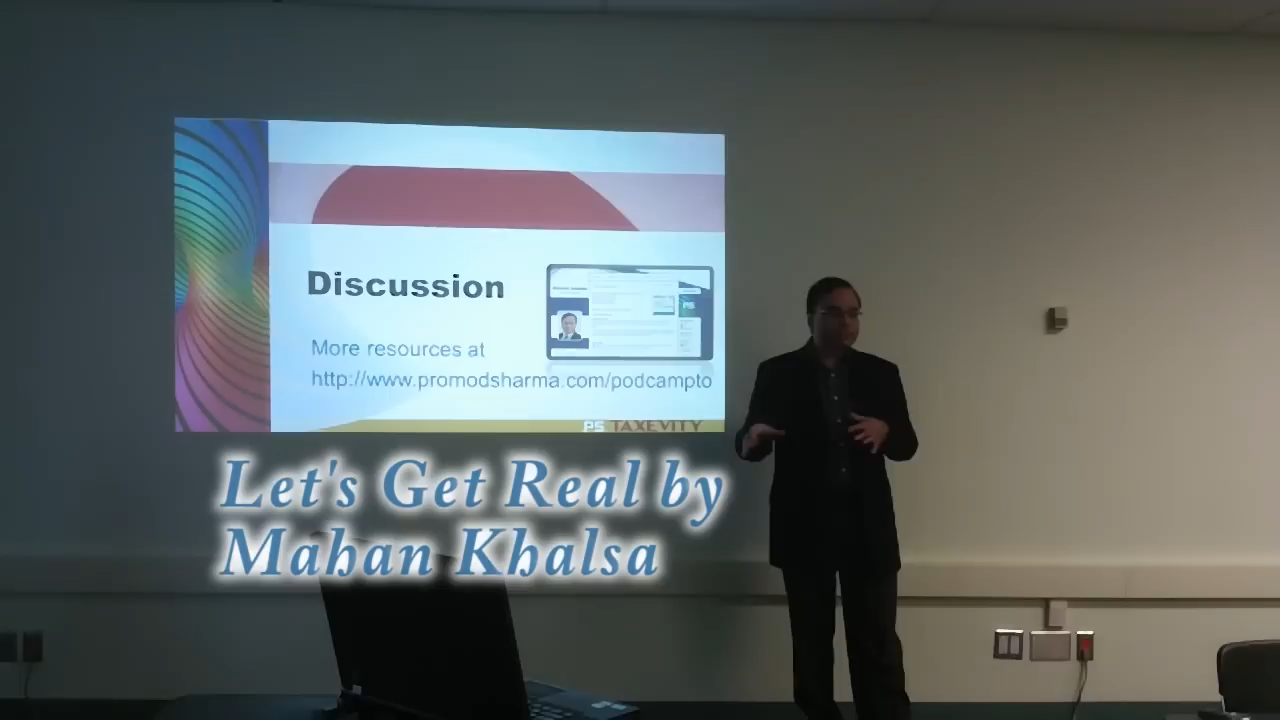 Discussion
More resources at
http://www.promodsharma.com/podcampto
PS TAXEVITY
Let's Get Real by
Mahan Khalsa